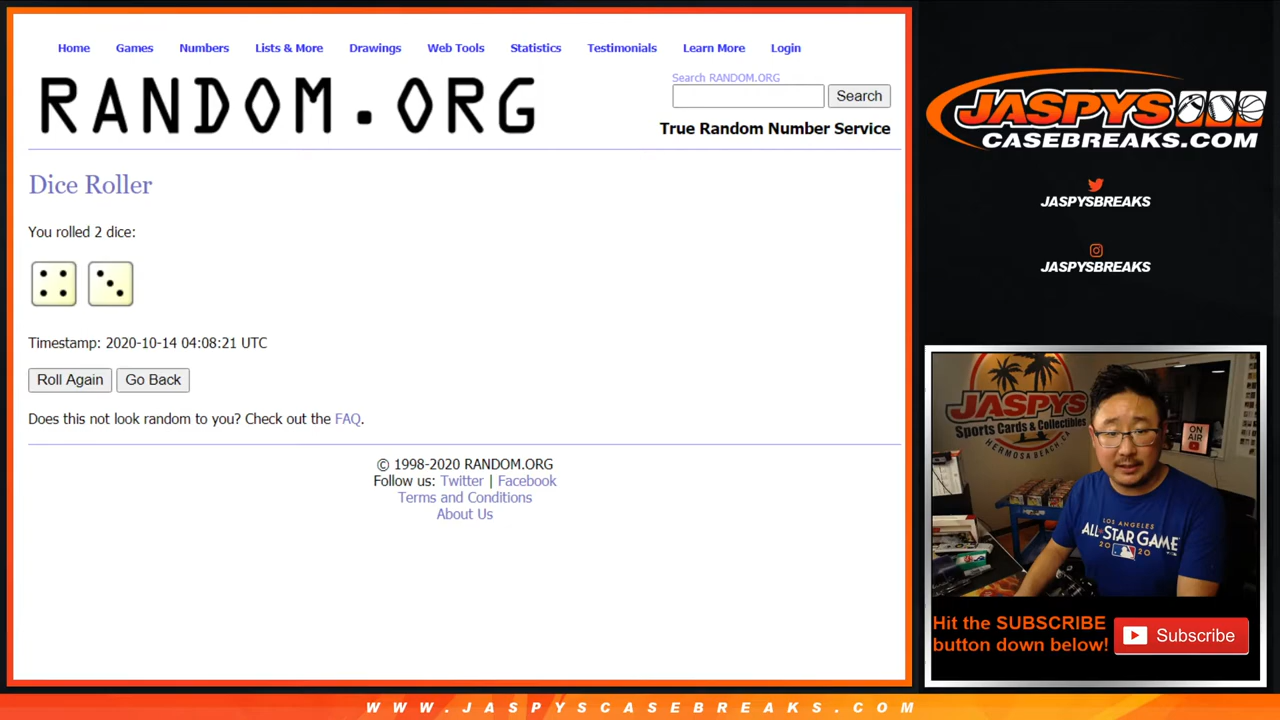 Home Games Numbers Lists & More Drawings Web Tools Statistics Testimonials Learn More Login
RANDOM.ORG
Search RANDOM.ORG
Search
True Random Number Service
Dice Roller
You rolled 2 dice:
Timestamp: 2020-10-14 04:08:21 UTC
Roll Again Go Back
Does this not look random to you? Check out the FAQ.
© 1998-2020 RANDOM.ORG
Follow us: Twitter | Facebook
Terms and Conditions
About Us
JASPYS
CASEBREAKS.COM
JASPYSBREAKS
JASPYSBREAKS
JASPYS
Sports Cards & Collectibles
HERMOSA BEACH, CA
ON AIR
LOS ANGELES
ALL-STAR GAME
2020
Hit the SUBSCRIBE
button down below!
Subscribe
WWW.JASPYSCASEBREAKS.COM